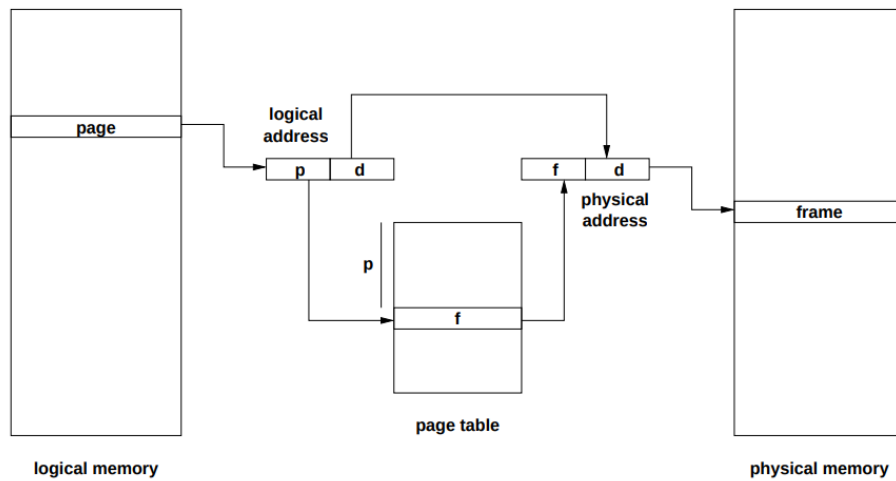 page
logical
address
p
d
f
d
physical
address
frame
p
f
page table
logical memory
physical memory